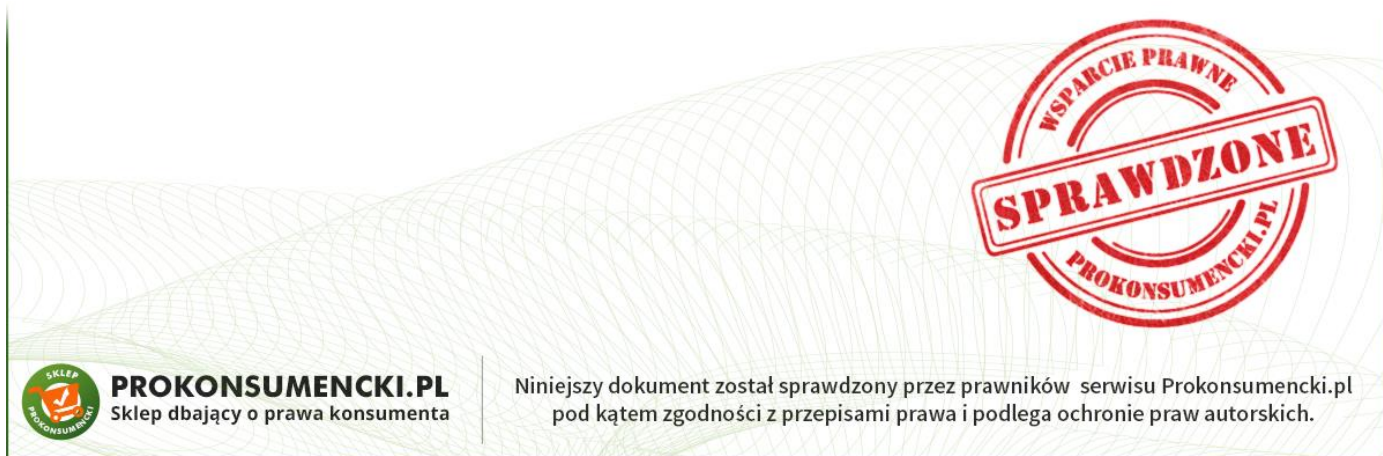 WSPARCIE PRAWNE
SPRAWDZONE
PROKONSUMENCKI.PL
SKLEP
PROKONSUMENCKI
PROKONSUMENCKI.PL
Sklep dbający o prawa konsumenta
Niniejszy dokument został sprawdzony przez prawników serwisu Prokonsumencki.pl
pod kątem zgodności z przepisami prawa i podlega ochronie praw autorskich.